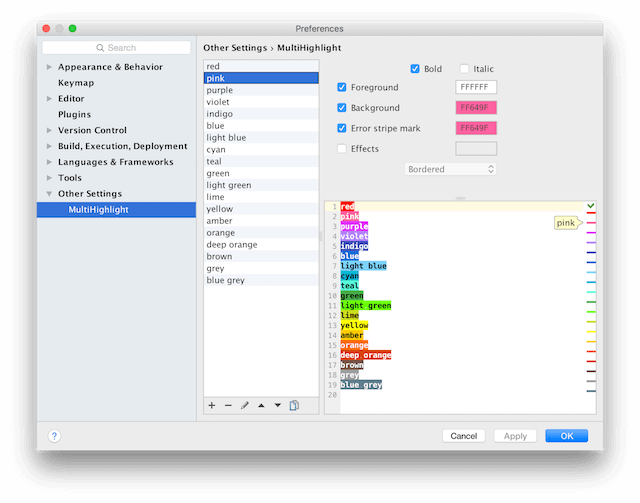 Preferences
Search
Appearance & Behavior
Keymap
Editor
Plugins
Version Control
Build, Execution, Deployment
Languages & Frameworks
Tools
Other Settings
MultiHighlight
Other Settings › MultiHighlight
red
pink
purple
violet
indigo
blue
light blue
cyan
teal
green
light green
lime
yellow
amber
orange
deep orange
brown
grey
blue grey
Bold Italic
Foreground FFFFFF
Background FF649F
Error stripe mark FF649F
Effects
Bordered
1 red
2 pink
3 purple
4 violet
5 indigo
6 blue
7 light blue
8 cyan
9 teal
10 green
11 light green
12 lime
13 yellow
14 amber
15 orange
16 deep orange
17 brown
18 grey
19 blue grey
20
pink
? Cancel Apply OK